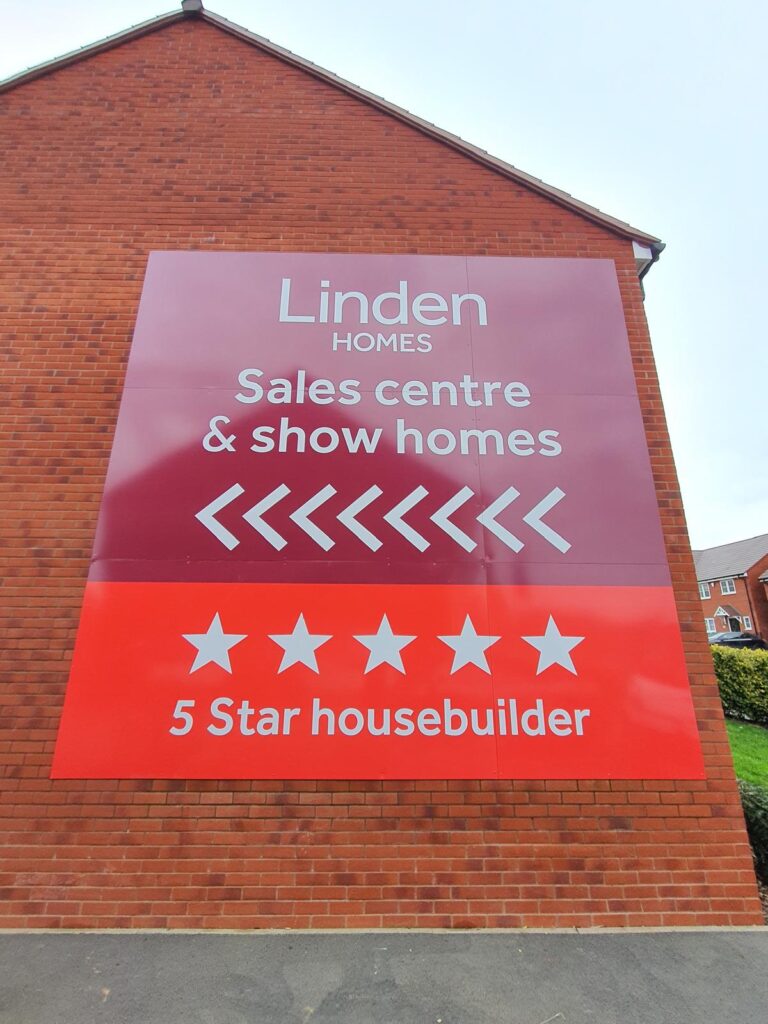 Linden
HOMES
Sales centre
& show homes
5 Star housebuilder